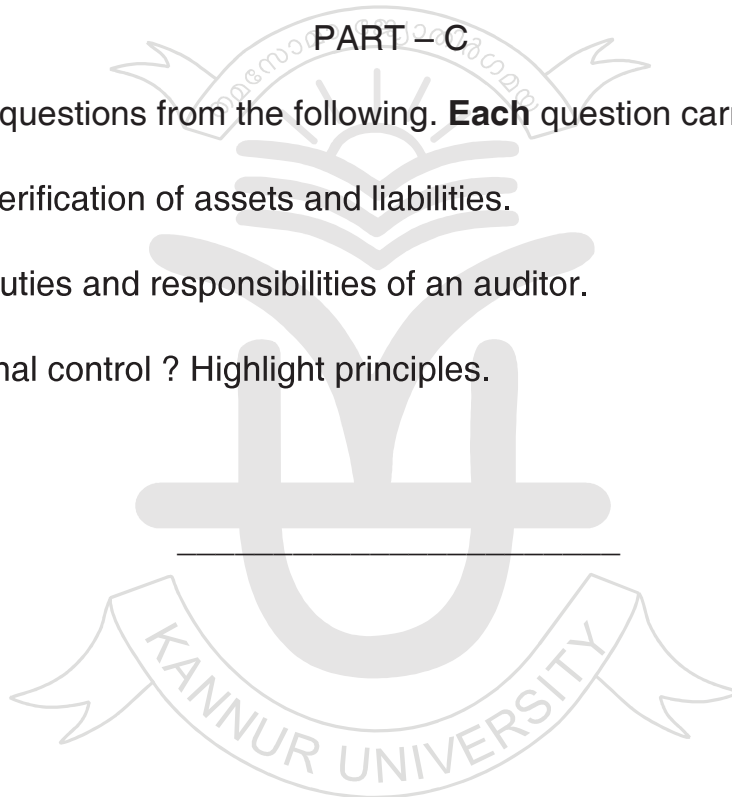 PART – C
questions from the following. Each question carr
erification of assets and liabilities.
uties and responsibilities of an auditor.
nal control ? Highlight principles.
KANNUR UNIVERSITY